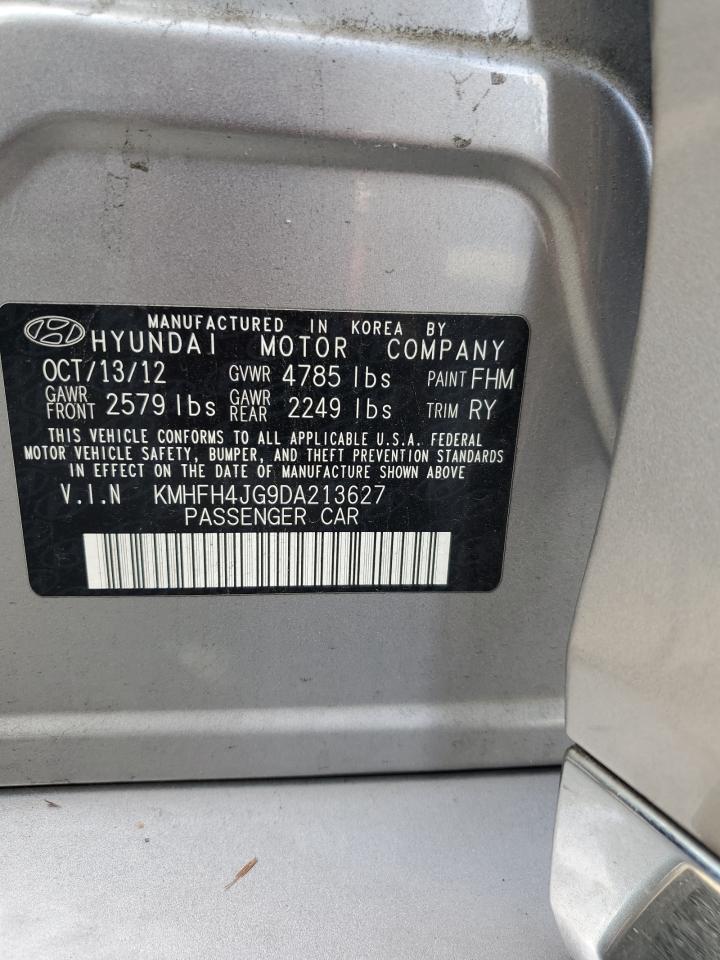 MANUFACTURED IN KOREA BY
HYUNDAI MOTOR COMPANY
OCT/13/12 GVWR 4785 lbs PAINT FHM
GAWR FRONT 2579 lbs GAWR REAR 2249 lbs TRIM RY
THIS VEHICLE CONFORMS TO ALL APPLICABLE U.S.A. FEDERAL
MOTOR VEHICLE SAFETY, BUMPER, AND THEFT PREVENTION STANDARDS
IN EFFECT ON THE DATE OF MANUFACTURE SHOWN ABOVE
V.I.N KMHFH4JG9DA213627
PASSENGER CAR